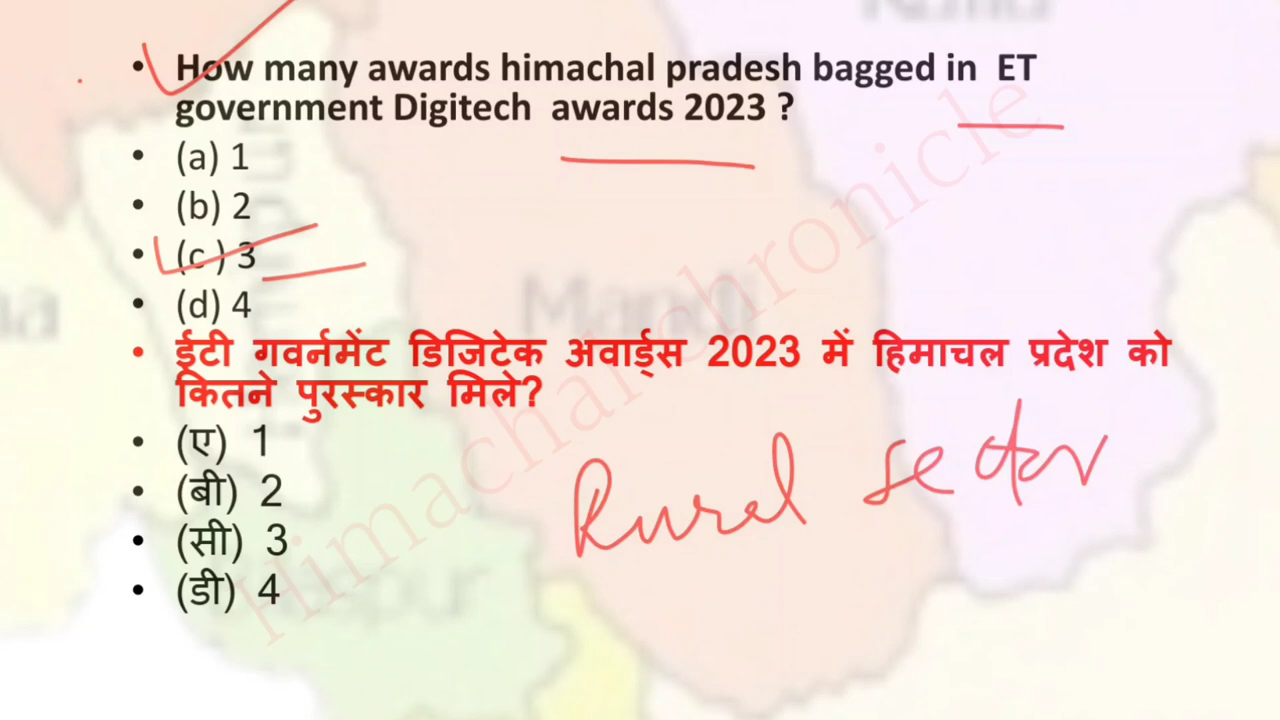 • How many awards himachal pradesh bagged in ET
government Digitech awards 2023 ?
• (a) 1
• (b) 2
• (c ) 3
• (d) 4
• ईटी गवर्नमेंट डिजिटेक अवार्ड्स 2023 में हिमाचल प्रदेश को
कितने पुरस्कार मिले?
• (ए) 1
• (बी) 2
• (सी) 3
• (डी) 4
Rural sector
Himachalchronicle
Mandi